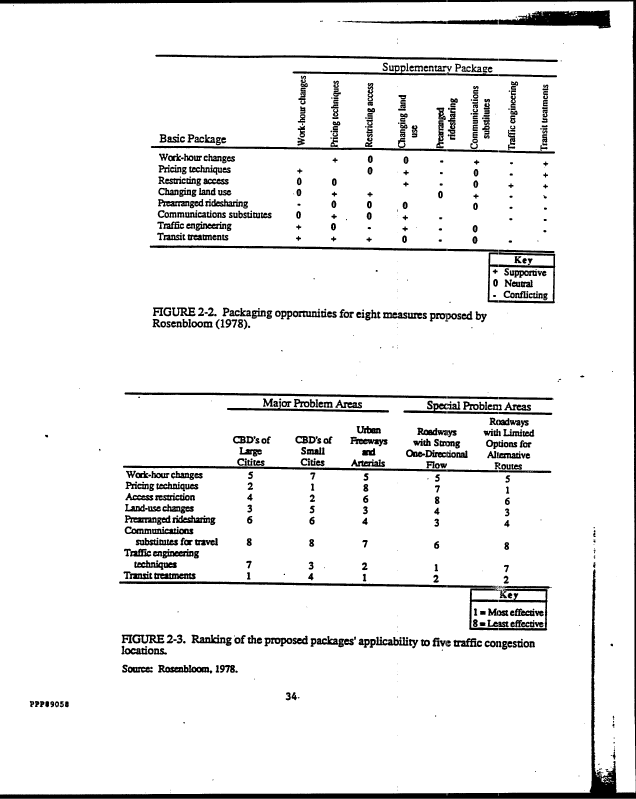 Supplementary Package
Basic Package
Work-hour changes
Pricing techniques
Restricting access
Changing land use
Prearranged ridesharing
Communications substitutes
Traffic engineering
Transit treatments
Work-hour changes + 0 0 - + - +
Pricing techniques + 0 + - 0 - +
Restricting access 0 0 + - 0 + +
Changing land use 0 + + 0 + - -
Prearranged ridesharing - 0 0 0 0 - -
Communications substitutes 0 + 0 + - - -
Traffic engineering + 0 - + - 0 -
Transit treatments + + + 0 - 0 -
Key
+ Supportive
0 Neutral
- Conflicting
FIGURE 2-2. Packaging opportunities for eight measures proposed by
Rosenbloom (1978).
Major Problem Areas Special Problem Areas
CBD's of Large Citites
CBD's of Small Cities
Urban Freeways and Arterials
Roadways with Strong One-Directional Flow
Roadways with Limited Options for Alternative Routes
Work-hour changes 5 7 5 5 5
Pricing techniques 2 1 8 7 1
Access restriction 4 2 6 8 6
Land-use changes 3 5 3 4 3
Prearranged ridesharing 6 6 4 3 4
Communications
substitutes for travel 8 8 7 6 8
Traffic engineering
techniques 7 3 2 1 7
Transit treatments 1 4 1 2 2
Key
1 = Most effective
8 = Least effective
FIGURE 2-3. Ranking of the proposed packages' applicability to five traffic congestion
locations.
Source: Rosenbloom, 1978.
34
PPP89058